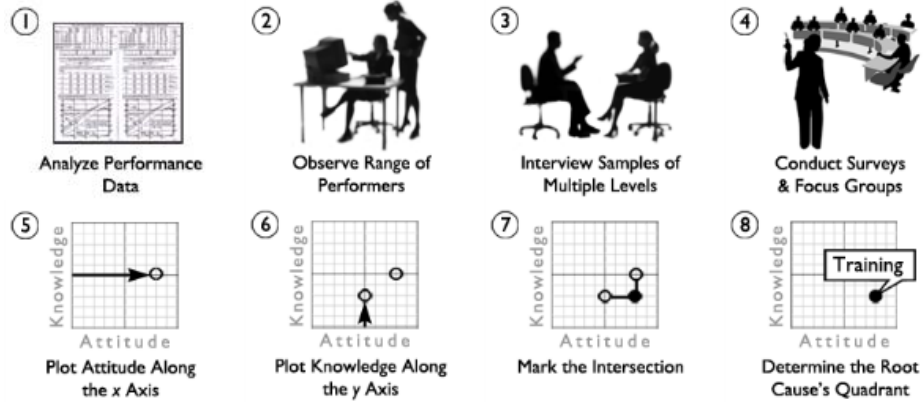 1
Analyze Performance
Data
2
Observe Range of
Performers
3
Interview Samples of
Multiple Levels
4
Conduct Surveys
& Focus Groups
5
Knowledge
Attitude
Plot Attitude Along
the x Axis
6
Knowledge
Attitude
Plot Knowledge Along
the y Axis
7
Knowledge
Attitude
Mark the Intersection
8
Knowledge
Training
Attitude
Determine the Root
Cause's Quadrant